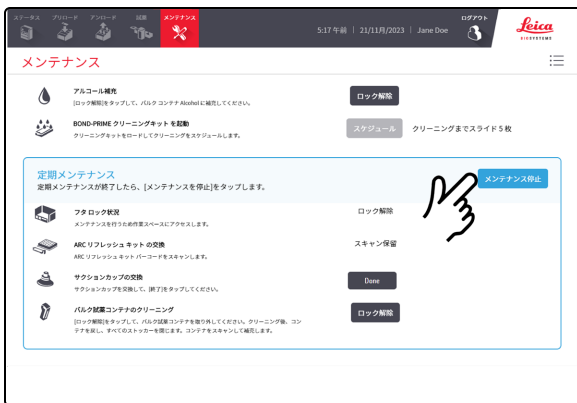 ステータス プリロード アンロード 試薬 メンテナンス
5:17 午前 | 21/11月/2023 | Jane Doe ログアウト
Leica
BIOSYSTEMS
メンテナンス
アルコール補充
[ロック解除]をタップして、バルク コンテナ Alcohol に補充してください。
ロック解除
BOND-PRIME クリーニングキット を起動
クリーニングキットをロードしてクリーニングをスケジュールします。
スケジュール クリーニングまでスライド 5 枚
定期メンテナンス
定期メンテナンスが終了したら、[メンテナンスを停止]をタップします。
メンテナンス停止
フタ ロック状況
メンテナンスを行うため作業スペースにアクセスします。
ロック解除
ARC リフレッシュ キット の交換
ARC リフレッシュ キット バーコードをスキャンします。
スキャン保留
サクションカップの交換
サクションカップを交換して、[終了]をタップしてください。
Done
バルク試薬コンテナのクリーニング
[ロック解除]をタップして、バルク試薬コンテナを取り外してください。クリーニング後、コン
テナを戻し、すべてのストッカーを閉じます。コンテナをスキャンして補充します。
ロック解除